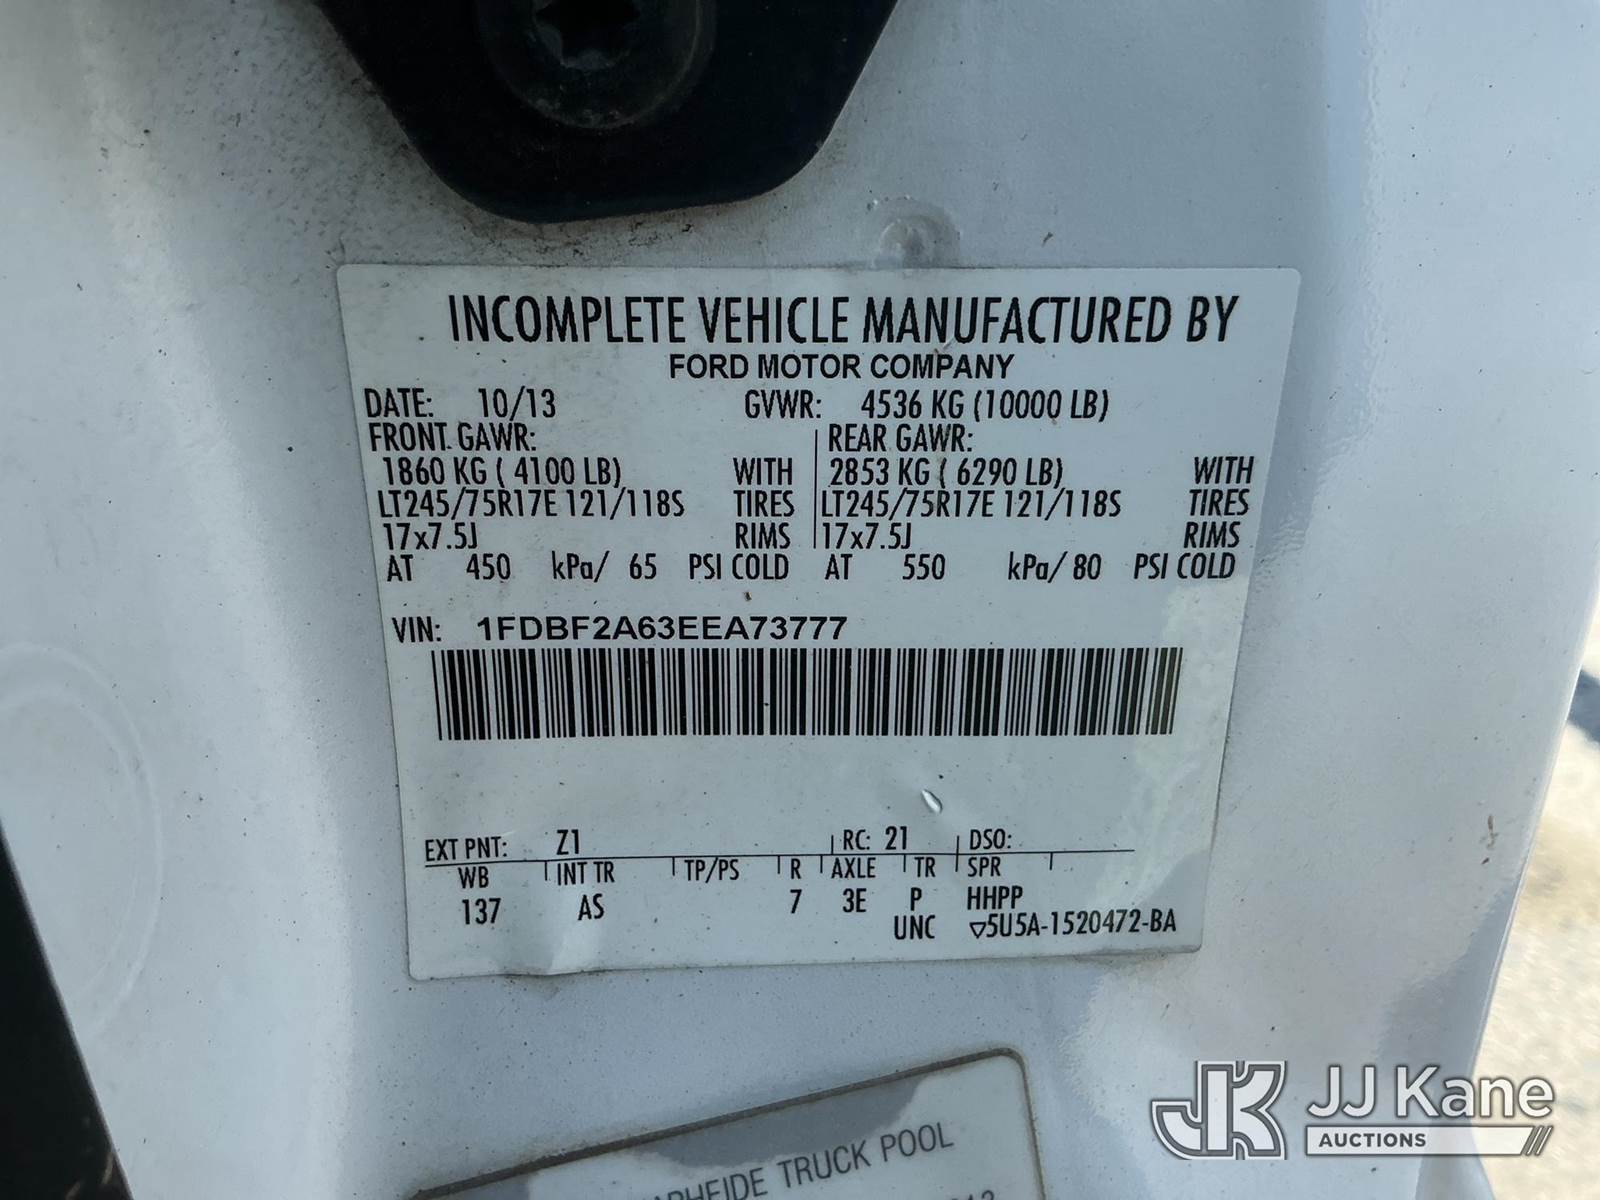 INCOMPLETE VEHICLE MANUFACTURED BY
FORD MOTOR COMPANY
DATE: 10/13 GVWR: 4536 KG (10000 LB)
FRONT GAWR: REAR GAWR:
1860 KG ( 4100 LB) WITH 2853 KG ( 6290 LB) WITH
LT245/75R17E 121/118S TIRES LT245/75R17E 121/118S TIRES
17x7.5J RIMS 17x7.5J RIMS
AT 450 kPa/ 65 PSI COLD AT 550 kPa/ 80 PSI COLD
VIN: 1FDBF2A63EEA73777
EXT PNT: Z1 RC: 21 DSO:
WB INT TR TP/PS R AXLE TR SPR
137 AS 7 3E P HHPP
UNC ▽5U5A-1520472-BA
TRUCK POOL
JK JJ Kane
AUCTIONS